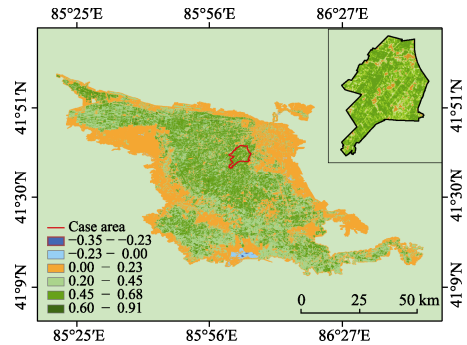 85°25′E 85°56′E 86°27′E
41°51′N 41°51′N
41°30′N 41°30′N
41°9′N 41°9′N
Case area
−0.35 − −0.23
−0.23 − 0.00
0.00 − 0.23
0.20 − 0.45
0.45 − 0.68
0.60 − 0.91
0 25 50 km
85°25′E 85°56′E 86°27′E